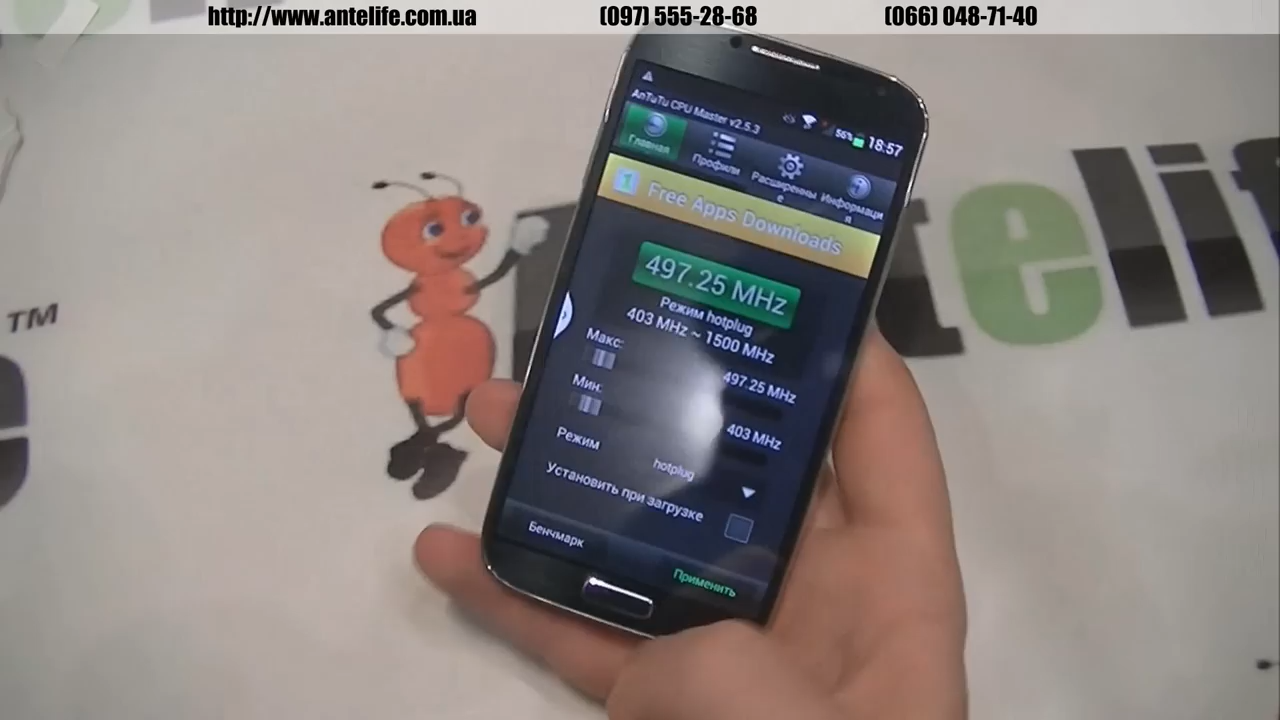 http://www.antelife.com.ua (097) 555-28-68 (066) 048-71-40
AnTuTu CPU Master v2.5.3
56% 18:57
Главная Профили Расширенны
е Информаци
я
Free Apps Downloads
497.25 MHz
Режим hotplug
403 MHz ~ 1500 MHz
Макс:
497.25 MHz
Мин:
403 MHz
Режим
hotplug
Установить при загрузке
Бенчмарк Применить
TM
elif
e